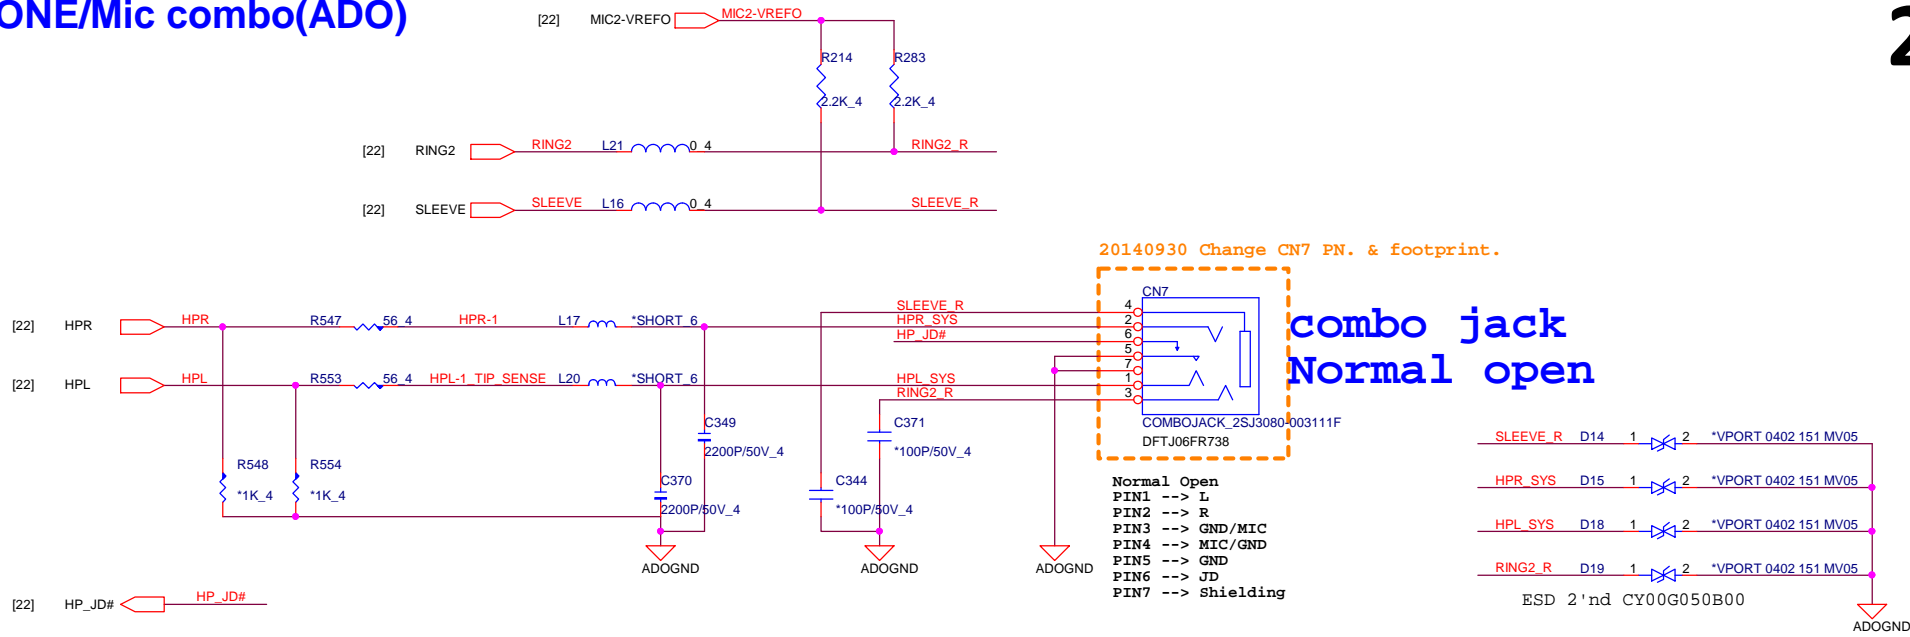 ONE/Mic combo(ADO)
[22] MIC2-VREFO MIC2-VREFO
2
R214 R283
2.2K_4 2.2K_4
[22] RING2 RING2 L21 0_4 RING2_R
[22] SLEEVE SLEEVE L16 0_4 SLEEVE_R
20140930 Change CN7 PN. & footprint.
CN7
SLEEVE_R 4
[22] HPR HPR R547 56_4 HPR-1 L17 *SHORT_6 HPR_SYS 2
HP_JD# 6
5
7
[22] HPL HPL R553 56_4 HPL-1_TIP_SENSE L20 *SHORT_6 HPL_SYS 1
RING2_R 3
combo jack
Normal open
COMBOJACK_2SJ3080-003111F
DFTJ06FR738
C349
2200P/50V_4
C371
*100P/50V_4
R548 R554
*1K_4 *1K_4
C370
2200P/50V_4
C344
*100P/50V_4
ADOGND ADOGND ADOGND
Normal Open
PIN1 --> L
PIN2 --> R
PIN3 --> GND/MIC
PIN4 --> MIC/GND
PIN5 --> GND
PIN6 --> JD
PIN7 --> Shielding
SLEEVE_R D14 1 2 *VPORT 0402 151 MV05
HPR_SYS D15 1 2 *VPORT 0402 151 MV05
HPL_SYS D18 1 2 *VPORT 0402 151 MV05
RING2_R D19 1 2 *VPORT 0402 151 MV05
ESD 2'nd CY00G050B00
ADOGND
[22] HP_JD# HP_JD#